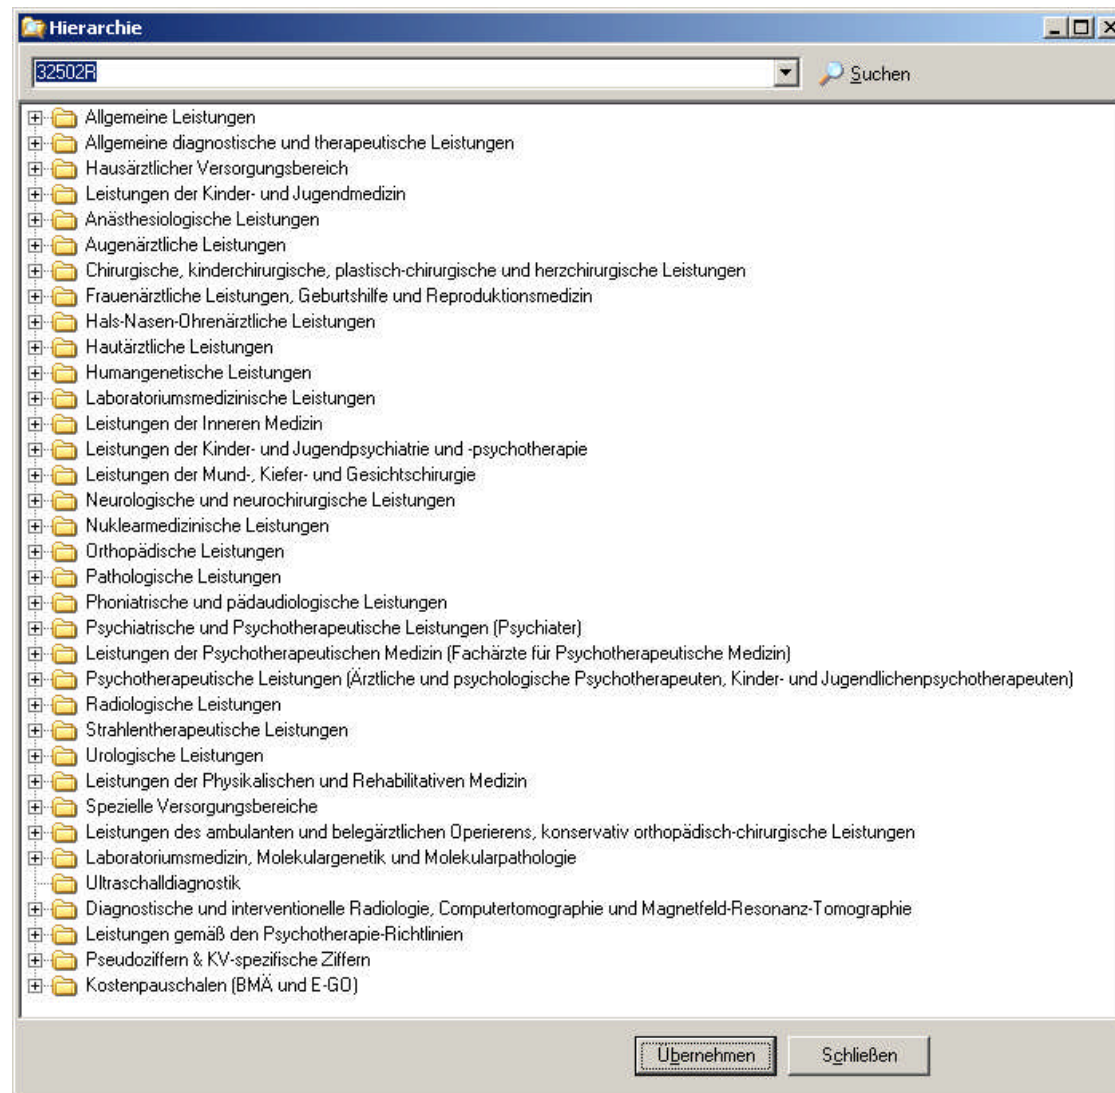 Hierarchie
32502R
Suchen
Allgemeine Leistungen
Allgemeine diagnostische und therapeutische Leistungen
Hausärztlicher Versorgungsbereich
Leistungen der Kinder- und Jugendmedizin
Anästhesiologische Leistungen
Augenärztliche Leistungen
Chirurgische, kinderchirurgische, plastisch-chirurgische und herzchirurgische Leistungen
Frauenärztliche Leistungen, Geburtshilfe und Reproduktionsmedizin
Hals-Nasen-Ohrenärztliche Leistungen
Hautärztliche Leistungen
Humangenetische Leistungen
Laboratoriumsmedizinische Leistungen
Leistungen der Inneren Medizin
Leistungen der Kinder- und Jugendpsychiatrie und -psychotherapie
Leistungen der Mund-, Kiefer- und Gesichtschirurgie
Neurologische und neurochirurgische Leistungen
Nuklearmedizinische Leistungen
Orthopädische Leistungen
Pathologische Leistungen
Phoniatrische und pädaudiologische Leistungen
Psychiatrische und Psychotherapeutische Leistungen (Psychiater)
Leistungen der Psychotherapeutischen Medizin (Fachärzte für Psychotherapeutische Medizin)
Psychotherapeutische Leistungen (Ärztliche und psychologische Psychotherapeuten, Kinder- und Jugendlichenpsychotherapeuten)
Radiologische Leistungen
Strahlentherapeutische Leistungen
Urologische Leistungen
Leistungen der Physikalischen und Rehabilitativen Medizin
Spezielle Versorgungsbereiche
Leistungen des ambulanten und belegärztlichen Operierens, konservativ orthopädisch-chirurgische Leistungen
Laboratoriumsmedizin, Molekulargenetik und Molekularpathologie
Ultraschalldiagnostik
Diagnostische und interventionelle Radiologie, Computertomographie und Magnetfeld-Resonanz-Tomographie
Leistungen gemäß den Psychotherapie-Richtlinien
Pseudoziffern & KV-spezifische Ziffern
Kostenpauschalen (BMÄ und E-GO)
Übernehmen
Schließen